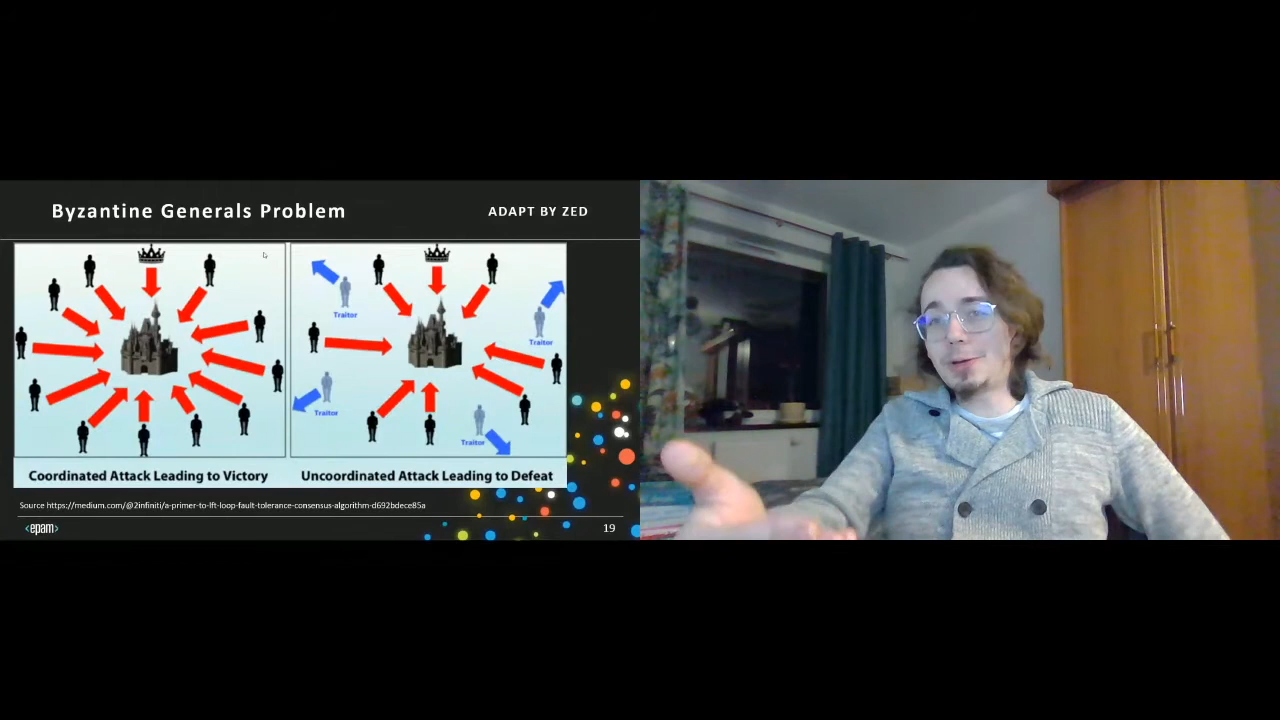 Byzantine Generals Problem
ADAPT BY ZED
Traitor
Traitor
Traitor
Traitor
Coordinated Attack Leading to Victory
Uncoordinated Attack Leading to Defeat
Source https://medium.com/@2infiniti/a-primer-to-lft-loop-fault-tolerance-consensus-algorithm-d692bdece85a
<epam>
19